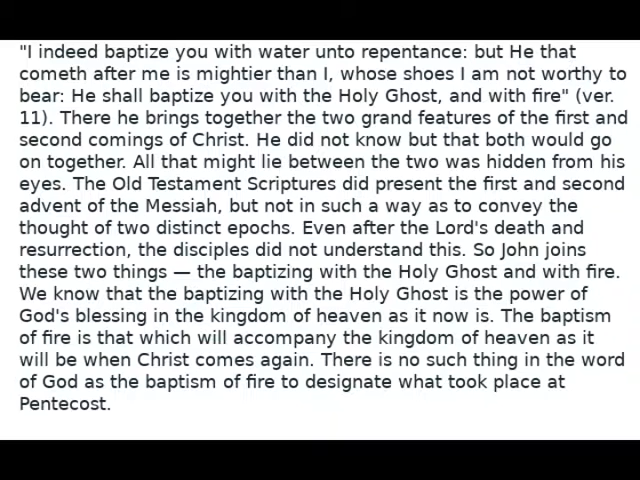 "I indeed baptize you with water unto repentance: but He that
cometh after me is mightier than I, whose shoes I am not worthy to
bear: He shall baptize you with the Holy Ghost, and with fire" (ver.
11). There he brings together the two grand features of the first and
second comings of Christ. He did not know but that both would go
on together. All that might lie between the two was hidden from his
eyes. The Old Testament Scriptures did present the first and second
advent of the Messiah, but not in such a way as to convey the
thought of two distinct epochs. Even after the Lord's death and
resurrection, the disciples did not understand this. So John joins
these two things — the baptizing with the Holy Ghost and with fire.
We know that the baptizing with the Holy Ghost is the power of
God's blessing in the kingdom of heaven as it now is. The baptism
of fire is that which will accompany the kingdom of heaven as it
will be when Christ comes again. There is no such thing in the word
of God as the baptism of fire to designate what took place at
Pentecost.